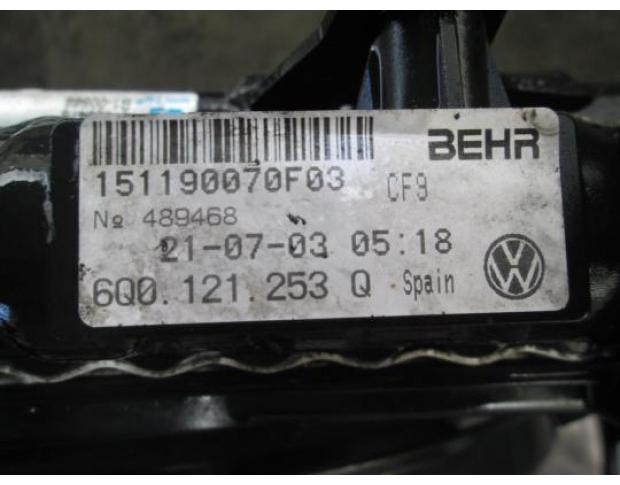 BEHR
151190070F03 CF9
№ 489468
21-07-03 05:18
6Q0.121.253 Q Spain